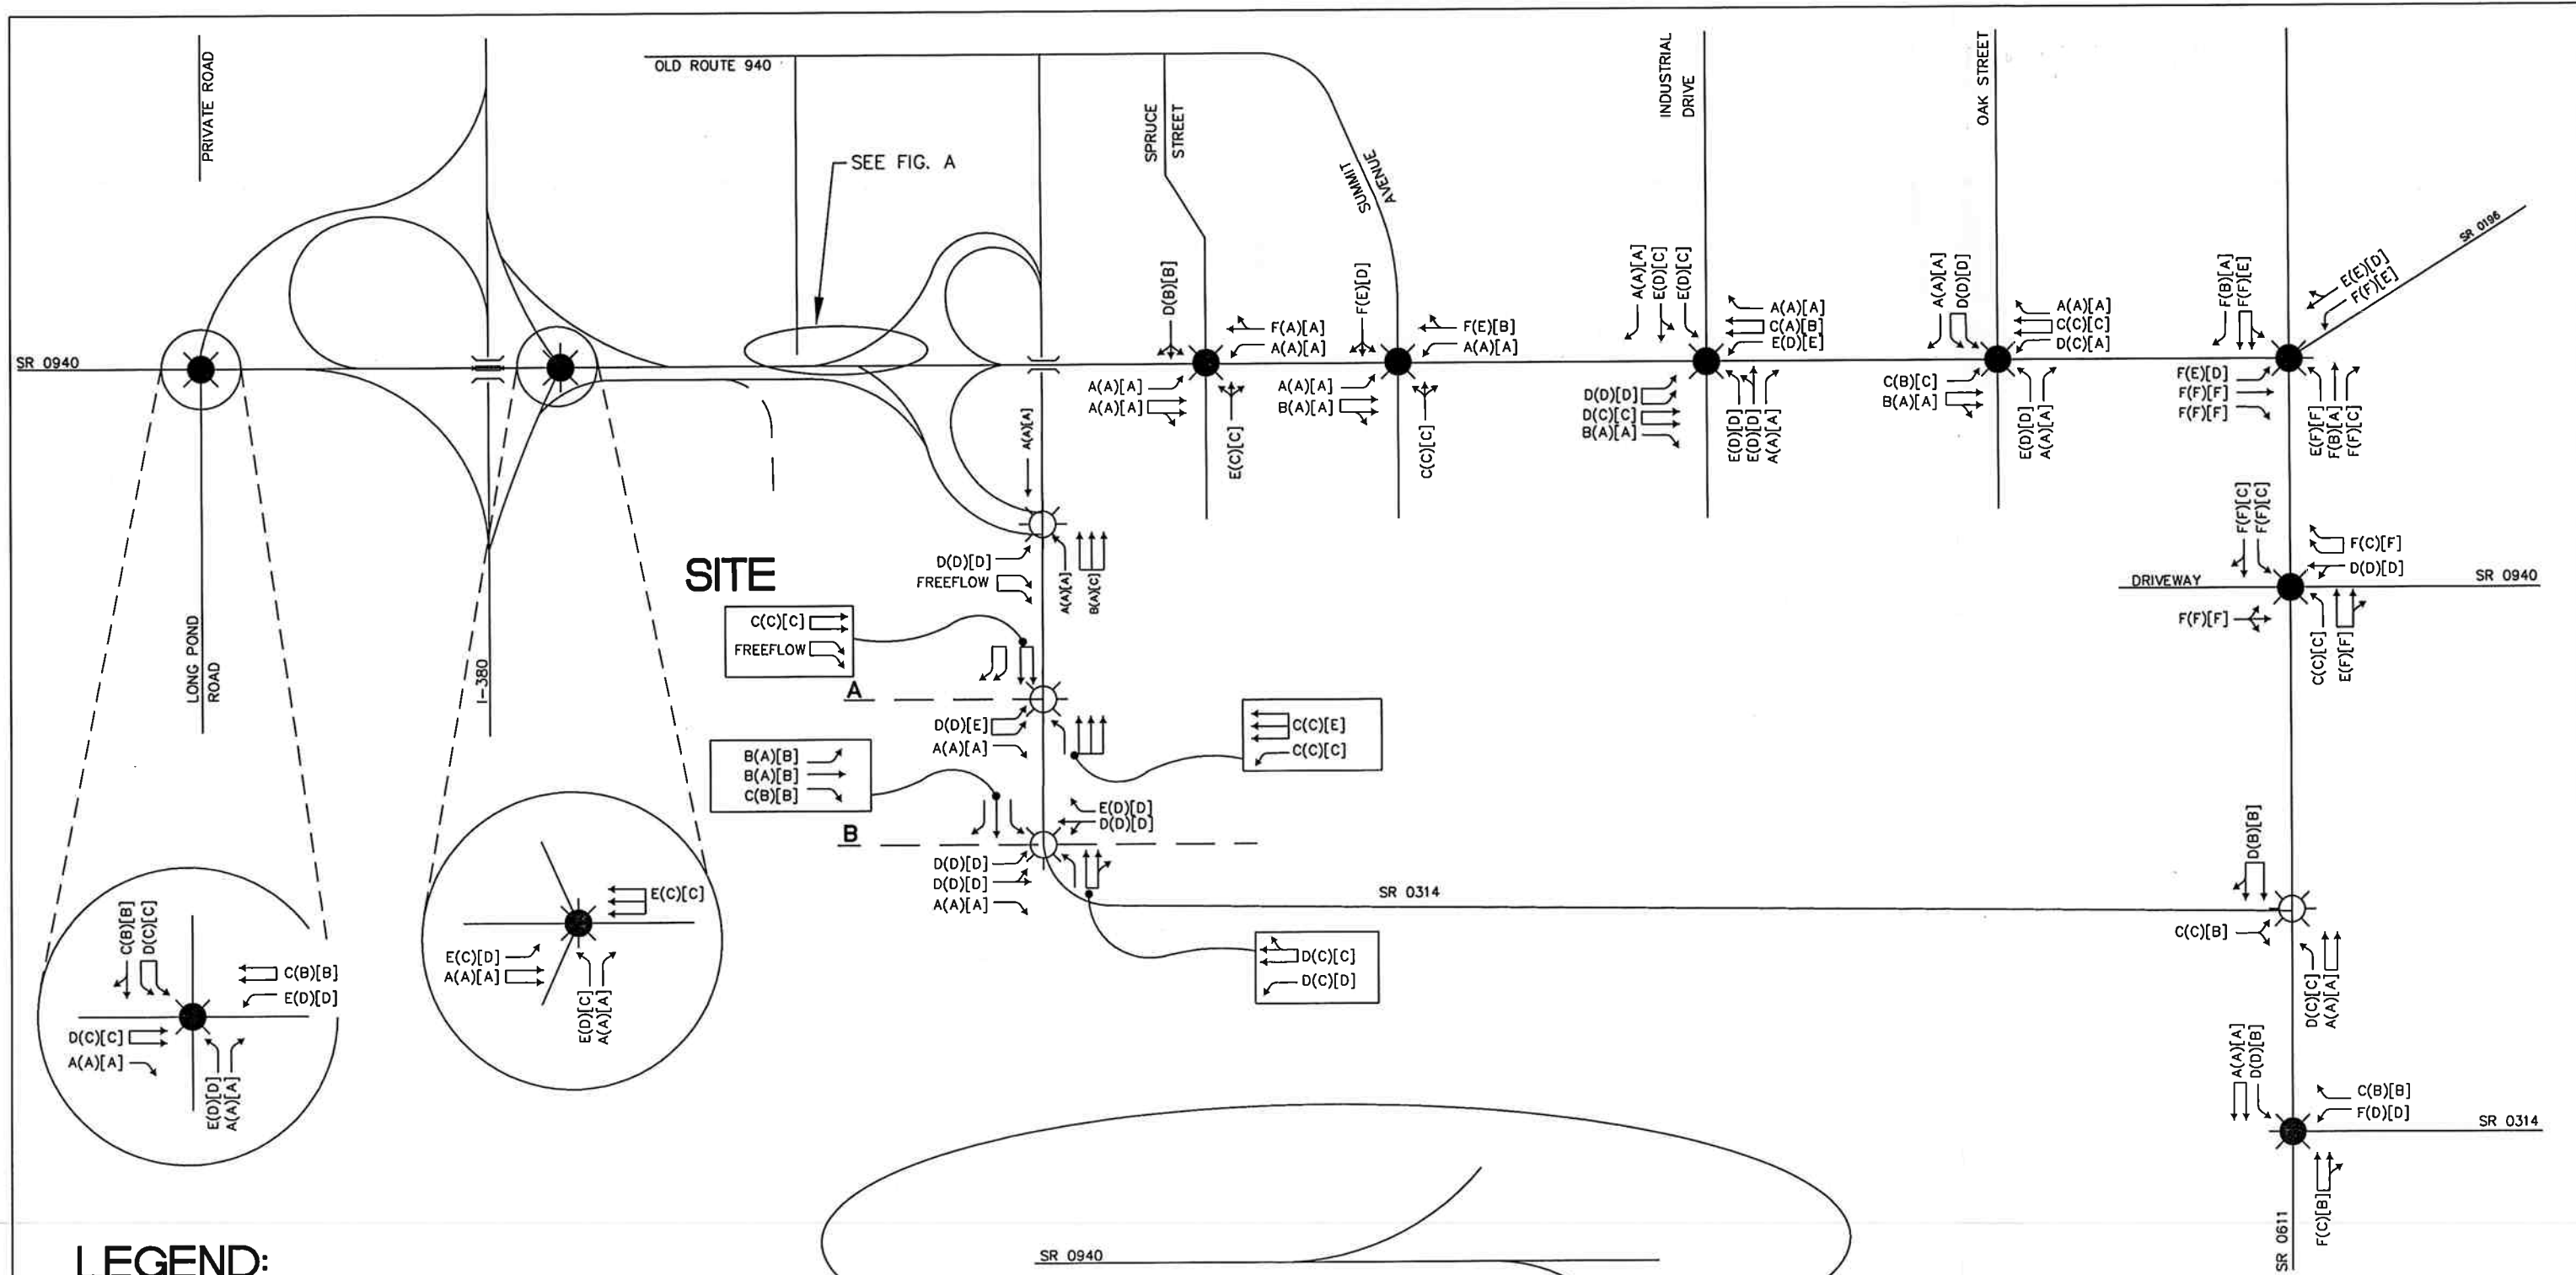 PRIVATE ROAD
OLD ROUTE 940
SPRUCE
STREET
SUMMIT
AVENUE
INDUSTRIAL
DRIVE
OAK STREET
SR 0196
SEE FIG. A
SR 0940
D(B)[B]
F(A)[A]
A(A)[A]
A(A)[A]
A(A)[A]
E(C)[C]
F(E)[D]
F(E)[B]
A(A)[A]
A(A)[A]
B(A)[A]
C(C)[C]
A(A)[A]
E(D)[C]
E(D)[C]
A(A)[A]
C(A)[B]
E(D)[E]
D(D)[D]
D(C)[C]
B(A)[A]
E(D)[D]
E(D)[D]
A(A)[A]
A(A)[A]
D(D)[D]
A(A)[A]
C(C)[C]
D(C)[A]
C(B)[C]
B(A)[A]
E(D)[D]
A(A)[A]
F(B)[A]
F(F)[E]
E(E)[D]
F(F)[E]
F(E)[D]
F(F)[F]
F(F)[F]
E(F)[F]
F(B)[A]
F(F)[C]
A(A)[A]
D(D)[D]
FREEFLOW
A(A)[A]
B(A)[C]
SITE
C(C)[C]
FREEFLOW
A
D(D)[E]
A(A)[A]
C(C)[E]
C(C)[C]
B(A)[B]
B(A)[B]
C(B)[B]
B
E(D)[D]
D(D)[D]
D(D)[D]
D(D)[D]
A(A)[A]
D(C)[C]
D(C)[D]
SR 0314
F(F)[C]
F(F)[C]
F(C)[F]
D(D)[D]
DRIVEWAY
SR 0940
F(F)[F]
C(C)[C]
E(F)[F]
D(B)[B]
C(C)[B]
D(C)[C]
A(A)[A]
A(A)[A]
D(D)[B]
C(B)[B]
F(D)[D]
SR 0314
F(C)[B]
SR 0611
LONG POND
ROAD
I-380
C(B)[B]
D(C)[C]
C(B)[B]
E(D)[D]
D(C)[C]
A(A)[A]
E(D)[D]
A(A)[A]
E(C)[C]
E(C)[D]
A(A)[A]
E(D)[C]
A(A)[A]
LEGEND:
SR 0940